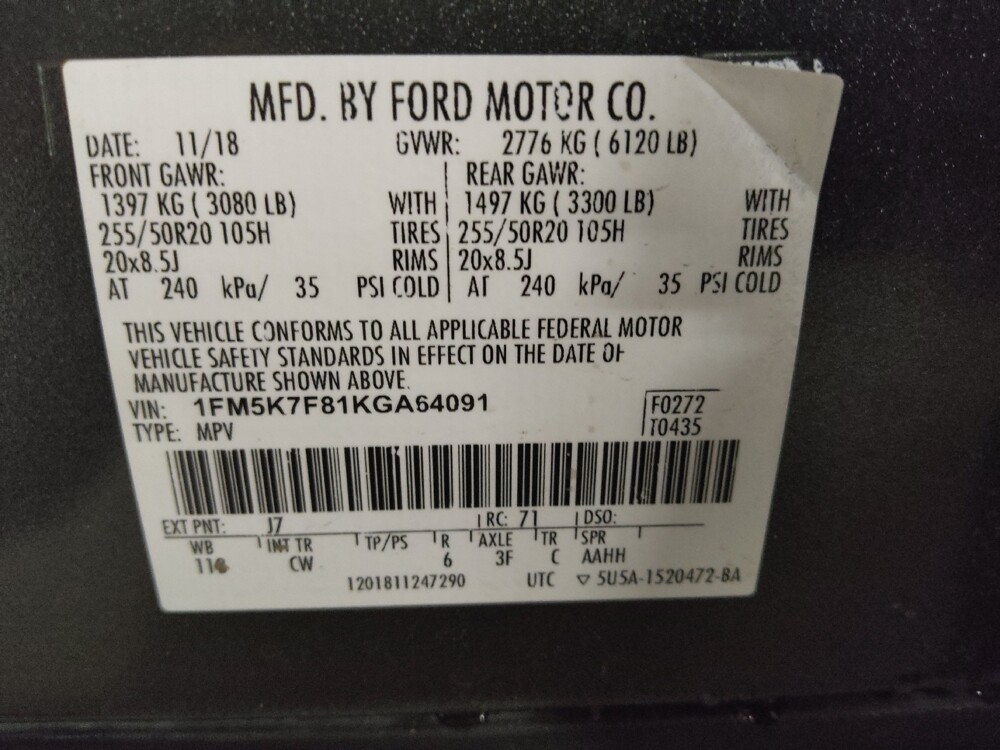 MFD. BY FORD MOTOR CO.
DATE: 11/18 GVWR: 2776 KG ( 6120 LB)
FRONT GAWR: REAR GAWR:
1397 KG ( 3080 LB) WITH 1497 KG ( 3300 LB) WITH
255/50R20 105H TIRES 255/50R20 105H TIRES
20x8.5J RIMS 20x8.5J RIMS
AT 240 kPa/ 35 PSI COLD AT 240 kPa/ 35 PSI COLD
THIS VEHICLE CONFORMS TO ALL APPLICABLE FEDERAL MOTOR
VEHICLE SAFETY STANDARDS IN EFFECT ON THE DATE OF
MANUFACTURE SHOWN ABOVE.
VIN: 1FM5K7F81KGA64091 F0272
TYPE: MPV T0435
EXT PNT: J7 RC: 71 DSO:
WB INT TR TP/PS R AXLE TR SPR
CW 6 3F C AAHH
1201811247290 UTC ▽ 5U5A-1520472-BA